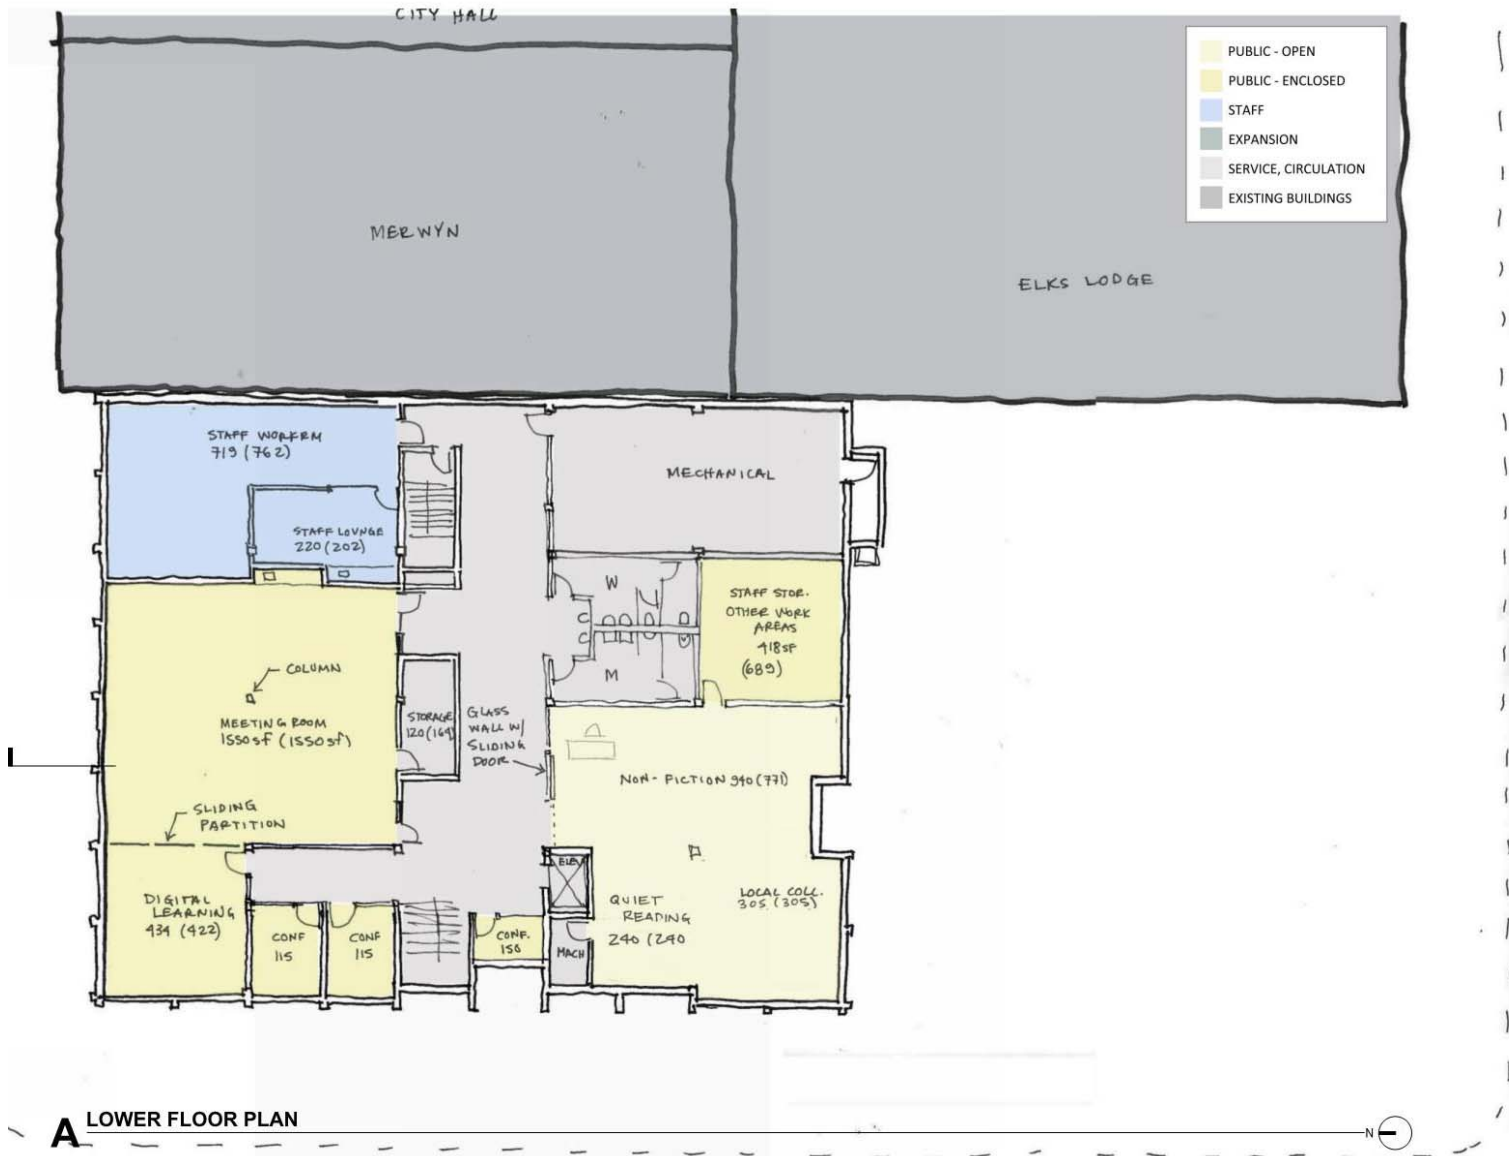 CITY HALL
PUBLIC - OPEN
PUBLIC - ENCLOSED
STAFF
EXPANSION
SERVICE, CIRCULATION
EXISTING BUILDINGS
MERWYN
ELKS LODGE
STAFF WORKRM
719 (762)
MECHANICAL
STAFF LOUNGE
220 (202)
W
STAFF STOR.
OTHER WORK
AREAS
418SF
(689)
COLUMN
M
MEETING ROOM
1550sf (1550sf)
STORAGE
120 (164)
GLASS
WALL W/
SLIDING
DOOR
NON-FICTION 940 (771)
SLIDING
PARTITION
ELEV
DIGITAL
LEARNING
434 (422)
CONF
115
CONF
115
CONF.
150
MACH
QUIET
READING
240 (240
LOCAL COLL.
305 (305)
A LOWER FLOOR PLAN
N